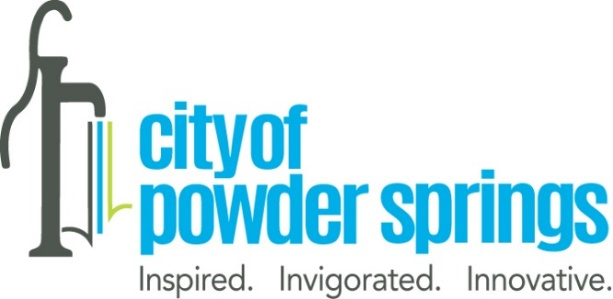 city of
powder springs
Inspired. Invigorated. Innovative.